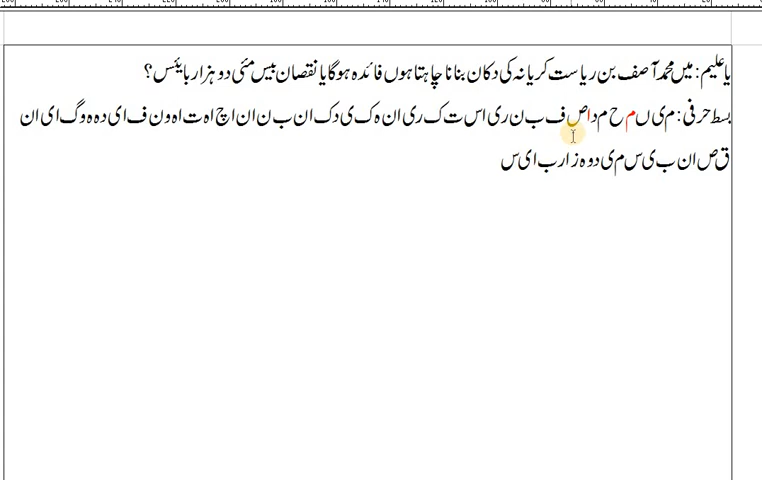 یا علیم: میں محمد آصف بن ریاست کریانہ کی دکان بنانا چاہتا ہوں فائدہ ہوگا یا نقصان بیس مئی دو ہزار بایئس؟
بسط حرفی: م ی ں م ح م د ا ص ف ب ن ر ی ا س ت ک ر ی ا ن ہ ک ی د ک ا ن ب ن ا ن ا چ ا ہ ت ا ہ و ن ف ا ی د ہ ہ و گ ا ی ا ن
ق ص ا ن ب ی س م ی د و ہ ز ا ر ب ا ی س